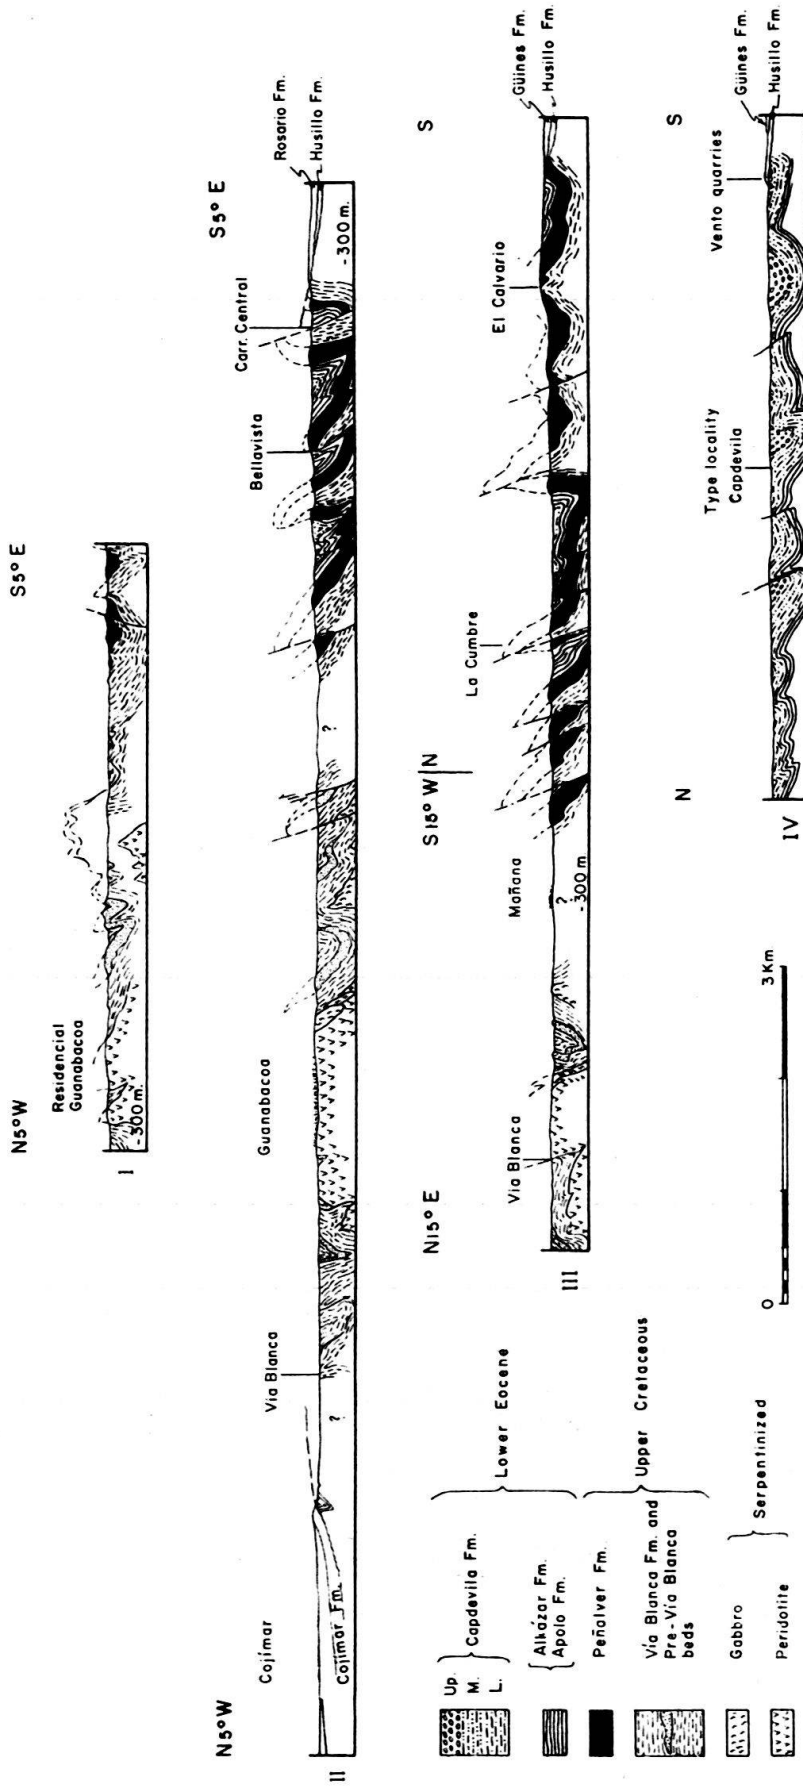 N5°W
S5°E
Residencial
Guanabacoa
-300 m.
I
N5°W
S5°E
Cojímar
Cojímar Fm.
?
Via Blanca
Guanabacoa
?
Bellavista
Carr. Central
Rosario Fm.
Husillo Fm.
-300 m.
II
N15°E
S15°W | N
S
Via Blanca
Mañana
?
-300 m.
La Cumbre
El Calvario
Güines Fm.
Husillo Fm.
III
N
S
Type locality
Capdevila
Vento quarries
Güines Fm.
Husillo Fm.
IV
0
3 Km
Up.
M.
L.
Capdevila Fm.
Alkázar Fm.
Apolo Fm.
Lower Eocene
Peñalver Fm.
Vía Blanca Fm. and
Pre-Vía Blanca
beds
Upper Cretaceous
Gabbro
Peridotite
Serpentinized